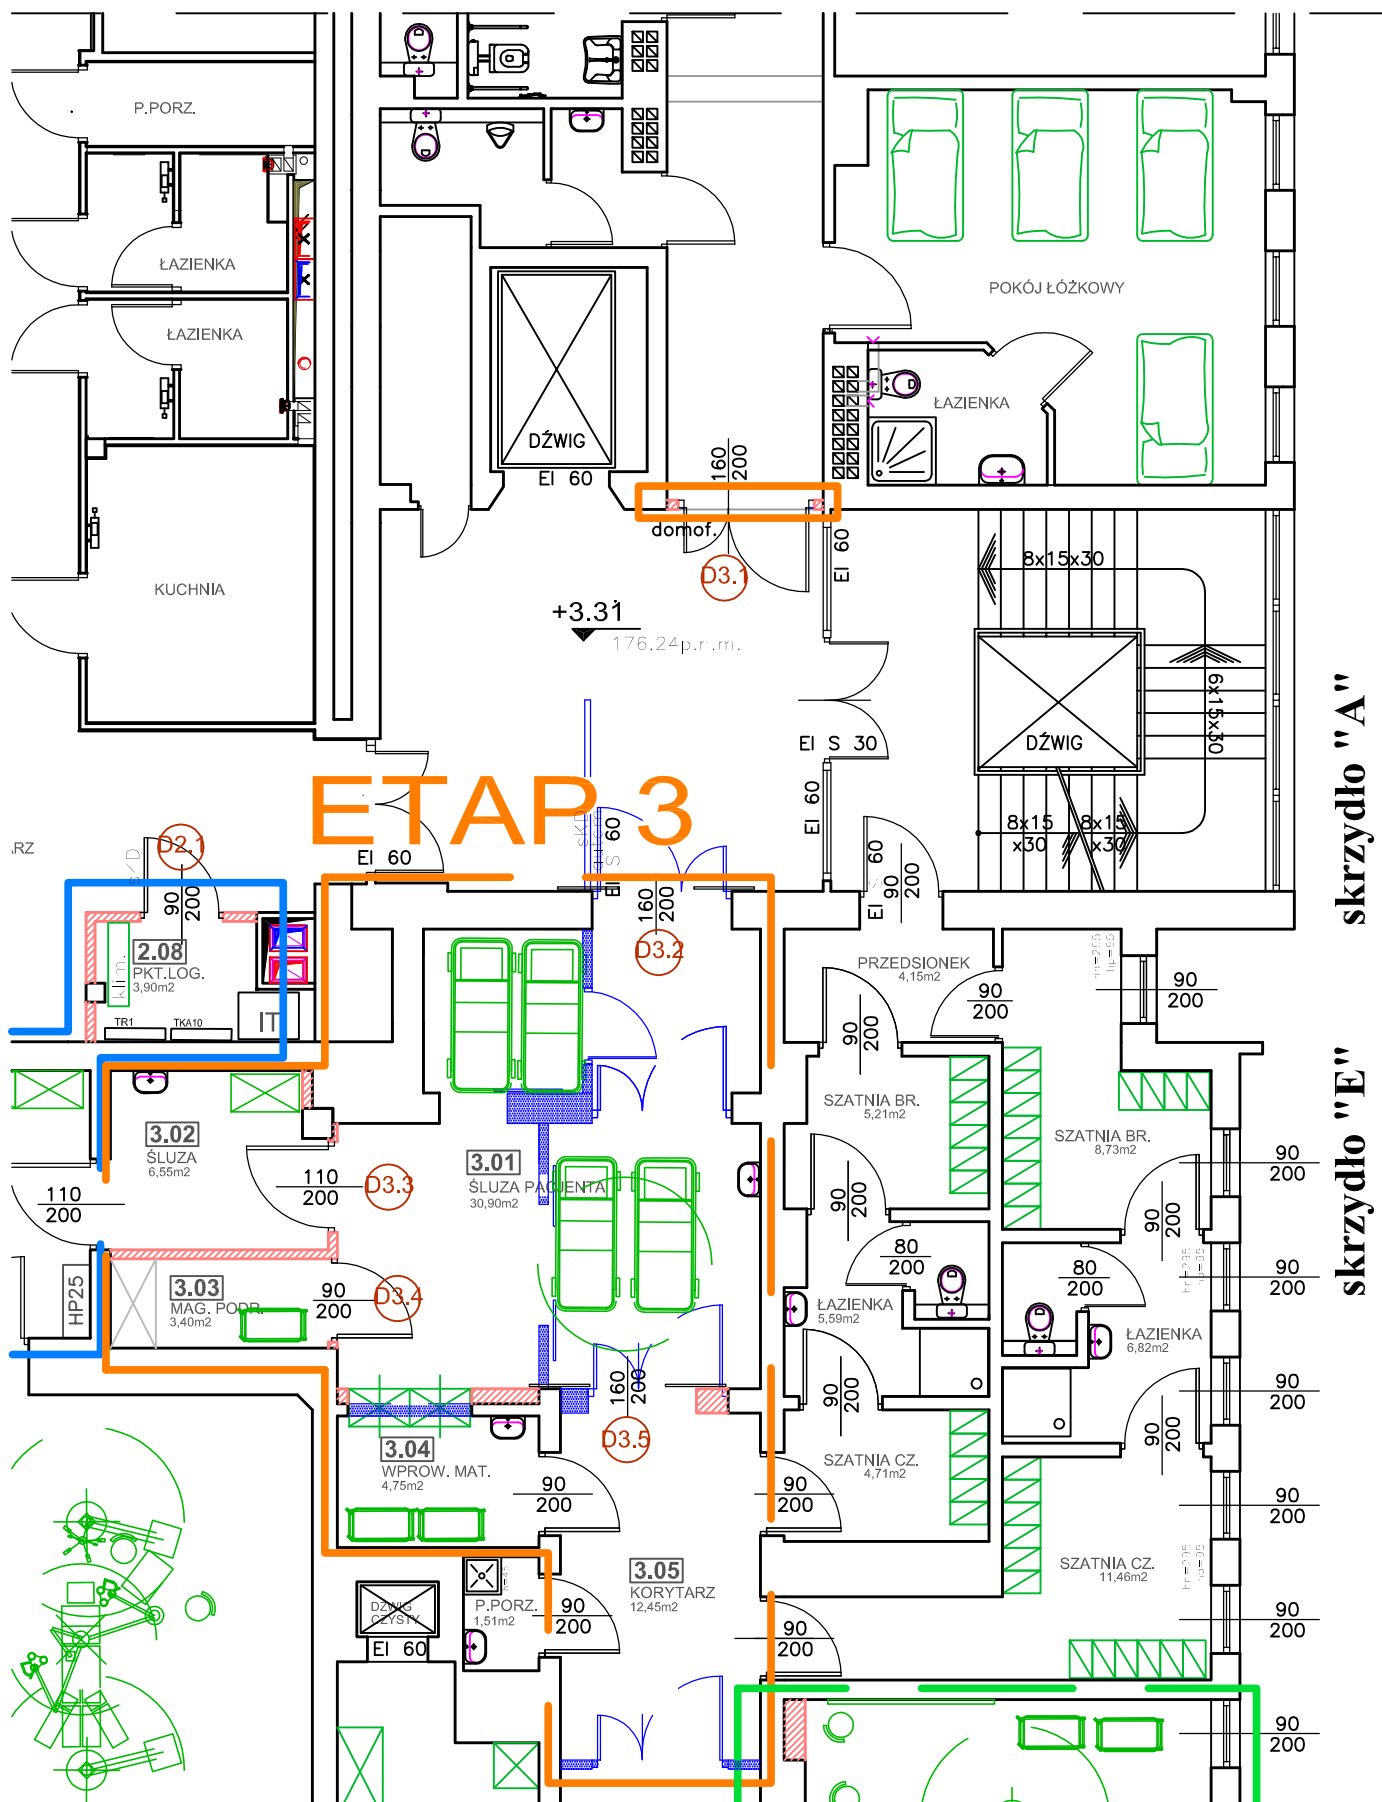 P.PORZ.
ŁAZIENKA
ŁAZIENKA
KUCHNIA
DŹWIG
EI 60
160
200
domof.
D3.1
EI 60
POKÓJ ŁÓŻKOWY
ŁAZIENKA
+3.31
176.24p.r.m.
8x15x30
6x15x30
DŹWIG
8x15
x30
8x15
x30
EI S 30
EI 60
skrzydło "A"
skrzydło "E"
ETAP 3
EI 60
D2.1
90
200
2.08
PKT.LOG.
3,90m2
klim.
TR1
TKA10
IT
160
200
D3.2
90
200
PRZEDSIONEK
4,15m2
90
200
90
200
90
200
3.02
ŚLUZA
6,55m2
110
200
110
200
D3.3
3.01
ŚLUZA PACJENTA
30,90m2
SZATNIA BR.
5,21m2
SZATNIA BR.
8,73m2
90
200
90
200
90
200
80
200
80
200
90
200
3.03
MAG. PODR.
3,40m2
HP25
90
200
D3.4
ŁAZIENKA
5,59m2
ŁAZIENKA
6,82m2
160
200
D3.5
90
200
90
200
90
200
3.04
WPROW. MAT.
4,75m2
90
200
90
200
SZATNIA CZ.
4,71m2
90
200
3.05
KORYTARZ
12,45m2
SZATNIA CZ.
11,46m2
DŹWIG
CZYSTY
EI 60
P.PORZ.
1,51m2
90
200
90
200
90
200
90
200